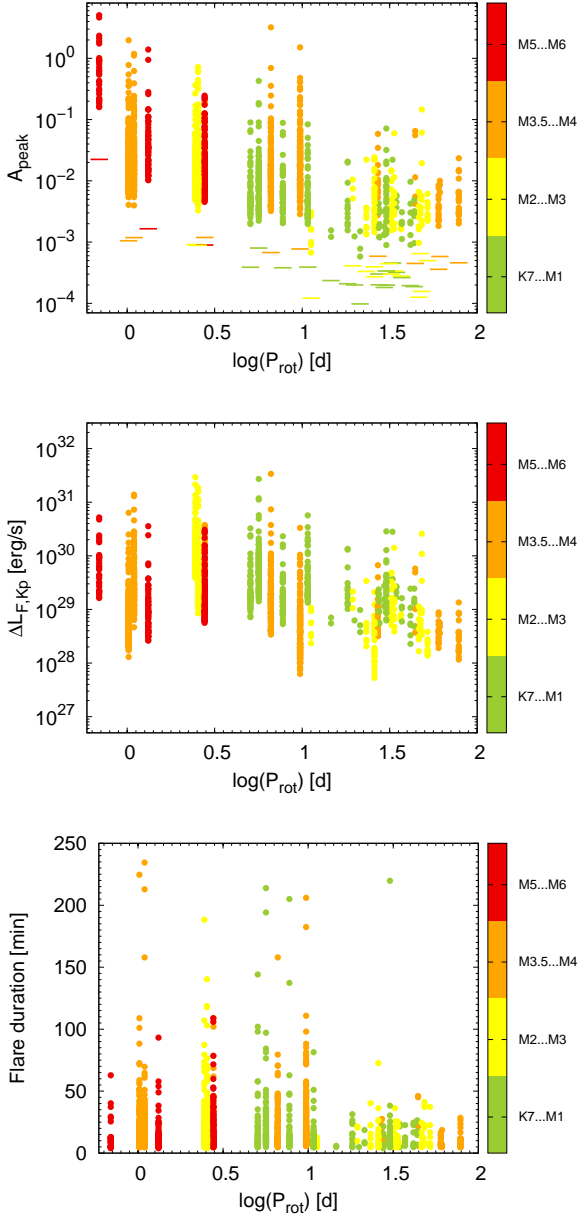 10^0
10^-1
10^-2
10^-3
10^-4
A_peak
0 0.5 1 1.5 2
log(P_rot) [d]
M5...M6
M3.5...M4
M2...M3
K7...M1
10^32
10^31
10^30
10^29
10^28
10^27
ΔL_F,Kp [erg/s]
0 0.5 1 1.5 2
log(P_rot) [d]
M5...M6
M3.5...M4
M2...M3
K7...M1
250
200
150
100
50
0
Flare duration [min]
0 0.5 1 1.5 2
log(P_rot) [d]
M5...M6
M3.5...M4
M2...M3
K7...M1